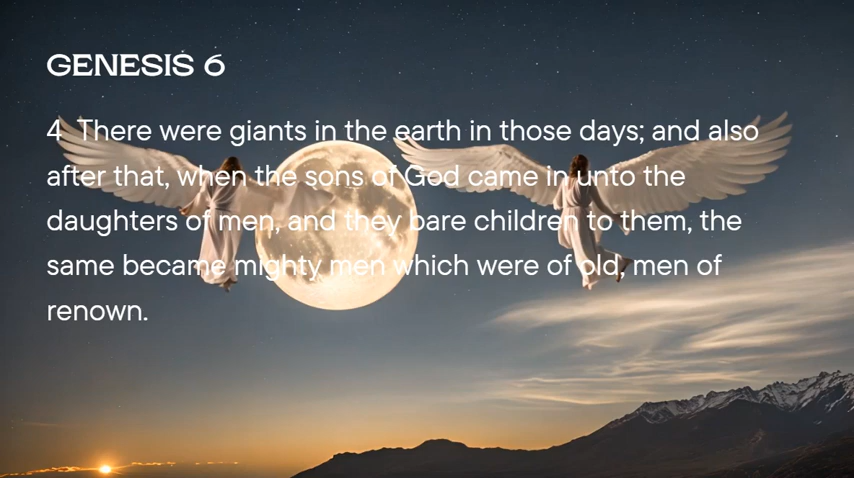 GENESIS 6
4 There were giants in the earth in those days; and also
after that, when the sons of God came in unto the
daughters of men, and they bare children to them, the
same became mighty men which were of old, men of
renown.